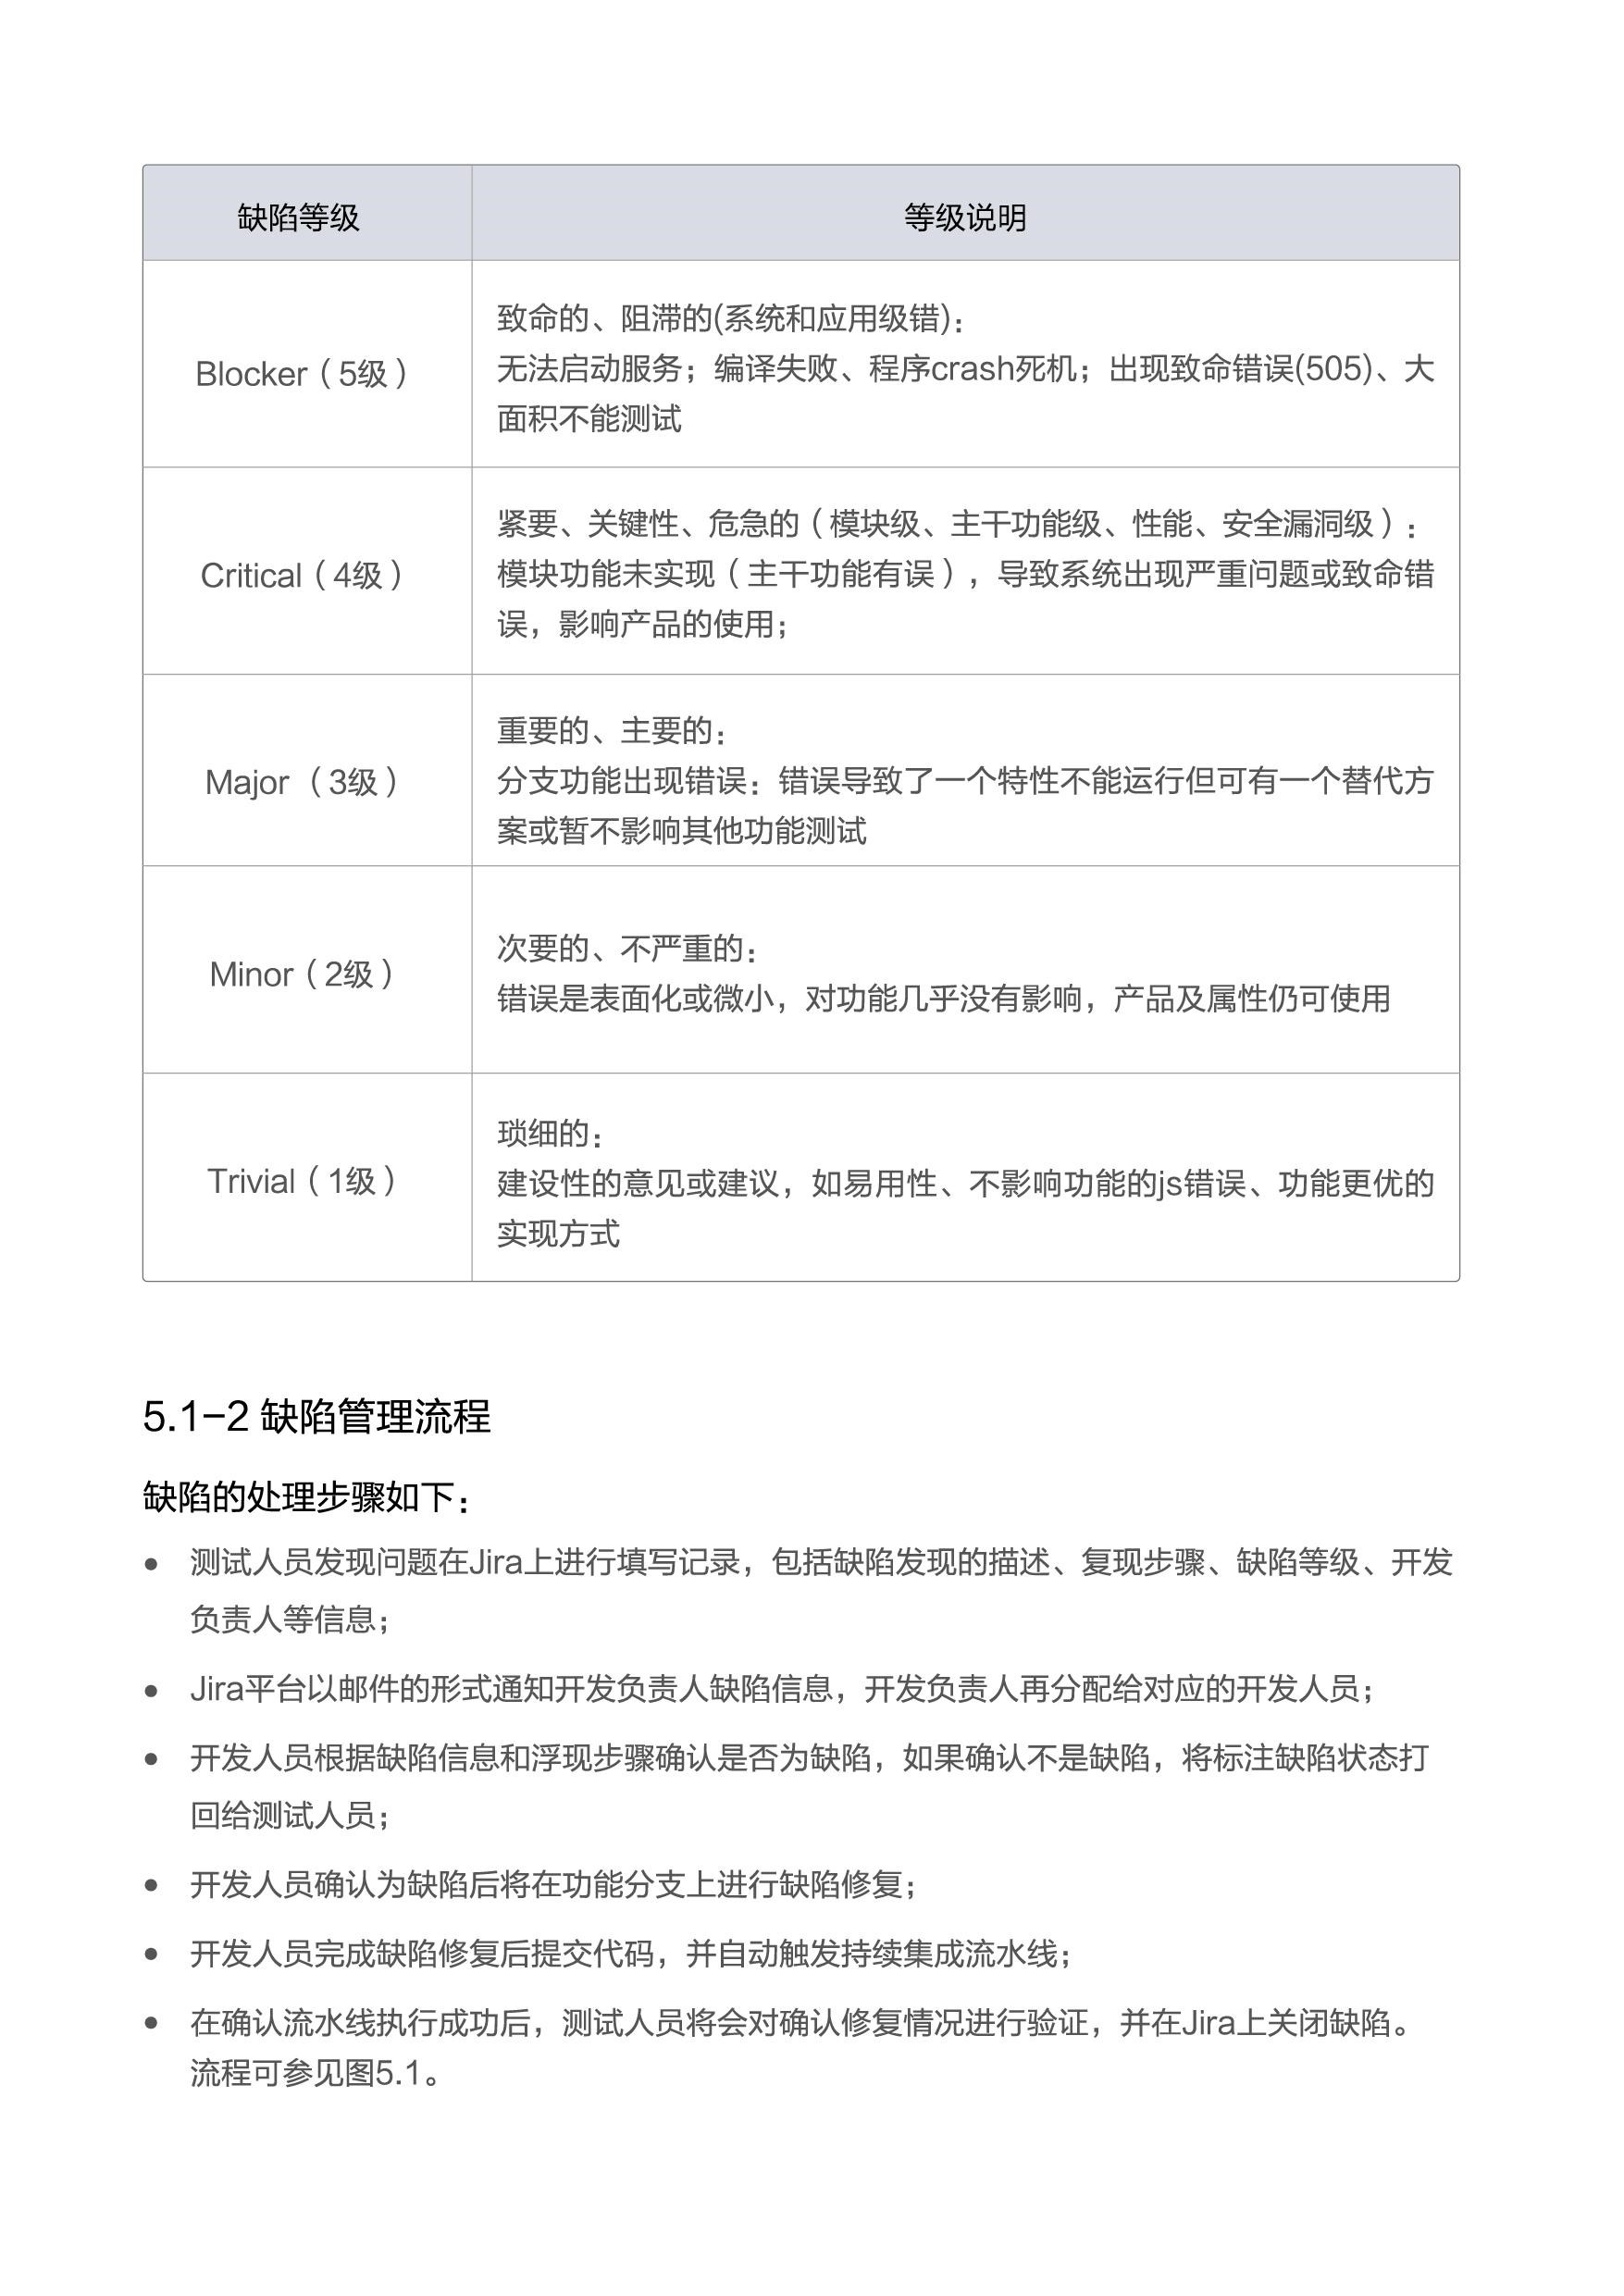 缺陷等级
等级说明
Blocker（5级）
致命的、阻滞的(系统和应用级错)：
无法启动服务；编译失败、程序crash死机；出现致命错误(505)、大
面积不能测试
Critical（4级）
紧要、关键性、危急的（模块级、主干功能级、性能、安全漏洞级）：
模块功能未实现（主干功能有误），导致系统出现严重问题或致命错
误，影响产品的使用；
Major （3级）
重要的、主要的：
分支功能出现错误：错误导致了一个特性不能运行但可有一个替代方
案或暂不影响其他功能测试
Minor（2级）
次要的、不严重的：
错误是表面化或微小，对功能几乎没有影响，产品及属性仍可使用
Trivial（1级）
琐细的：
建设性的意见或建议，如易用性、不影响功能的js错误、功能更优的
实现方式
5.1-2 缺陷管理流程
缺陷的处理步骤如下：
● 测试人员发现问题在Jira上进行填写记录，包括缺陷发现的描述、复现步骤、缺陷等级、开发
负责人等信息；
● Jira平台以邮件的形式通知开发负责人缺陷信息，开发负责人再分配给对应的开发人员；
● 开发人员根据缺陷信息和浮现步骤确认是否为缺陷，如果确认不是缺陷，将标注缺陷状态打
回给测试人员；
● 开发人员确认为缺陷后将在功能分支上进行缺陷修复；
● 开发人员完成缺陷修复后提交代码，并自动触发持续集成流水线；
● 在确认流水线执行成功后，测试人员将会对确认修复情况进行验证，并在Jira上关闭缺陷。
流程可参见图5.1。